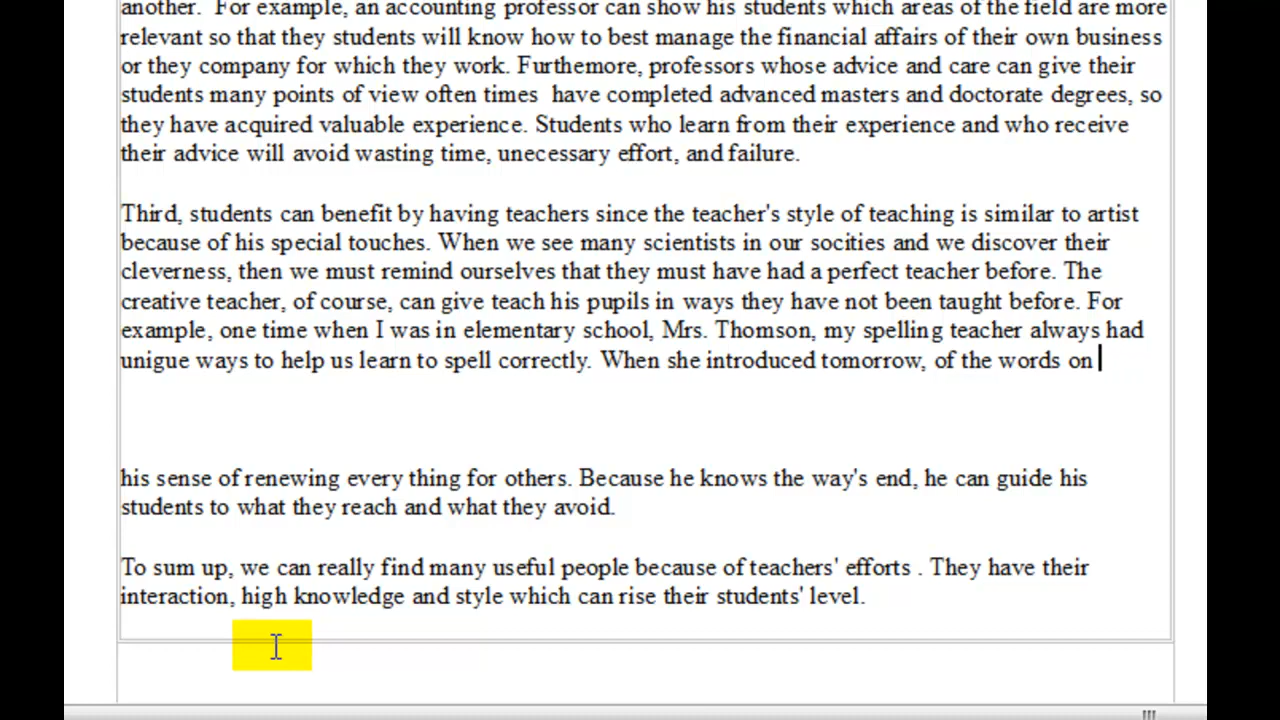 another.  For example, an accounting professor can show his students which areas of the field are more
relevant so that they students will know how to best manage the financial affairs of their own business
or they company for which they work. Furthemore, professors whose advice and care can give their
students many points of view often times  have completed advanced masters and doctorate degrees, so
they have acquired valuable experience. Students who learn from their experience and who receive
their advice will avoid wasting time, unecessary effort, and failure.
Third, students can benefit by having teachers since the teacher's style of teaching is similar to artist
because of his special touches. When we see many scientists in our socities and we discover their
cleverness, then we must remind ourselves that they must have had a perfect teacher before. The
creative teacher, of course, can give teach his pupils in ways they have not been taught before. For
example, one time when I was in elementary school, Mrs. Thomson, my spelling teacher always had
unigue ways to help us learn to spell correctly. When she introduced tomorrow, of the words on
his sense of renewing every thing for others. Because he knows the way's end, he can guide his
students to what they reach and what they avoid.
To sum up, we can really find many useful people because of teachers' efforts . They have their
interaction, high knowledge and style which can rise their students' level.